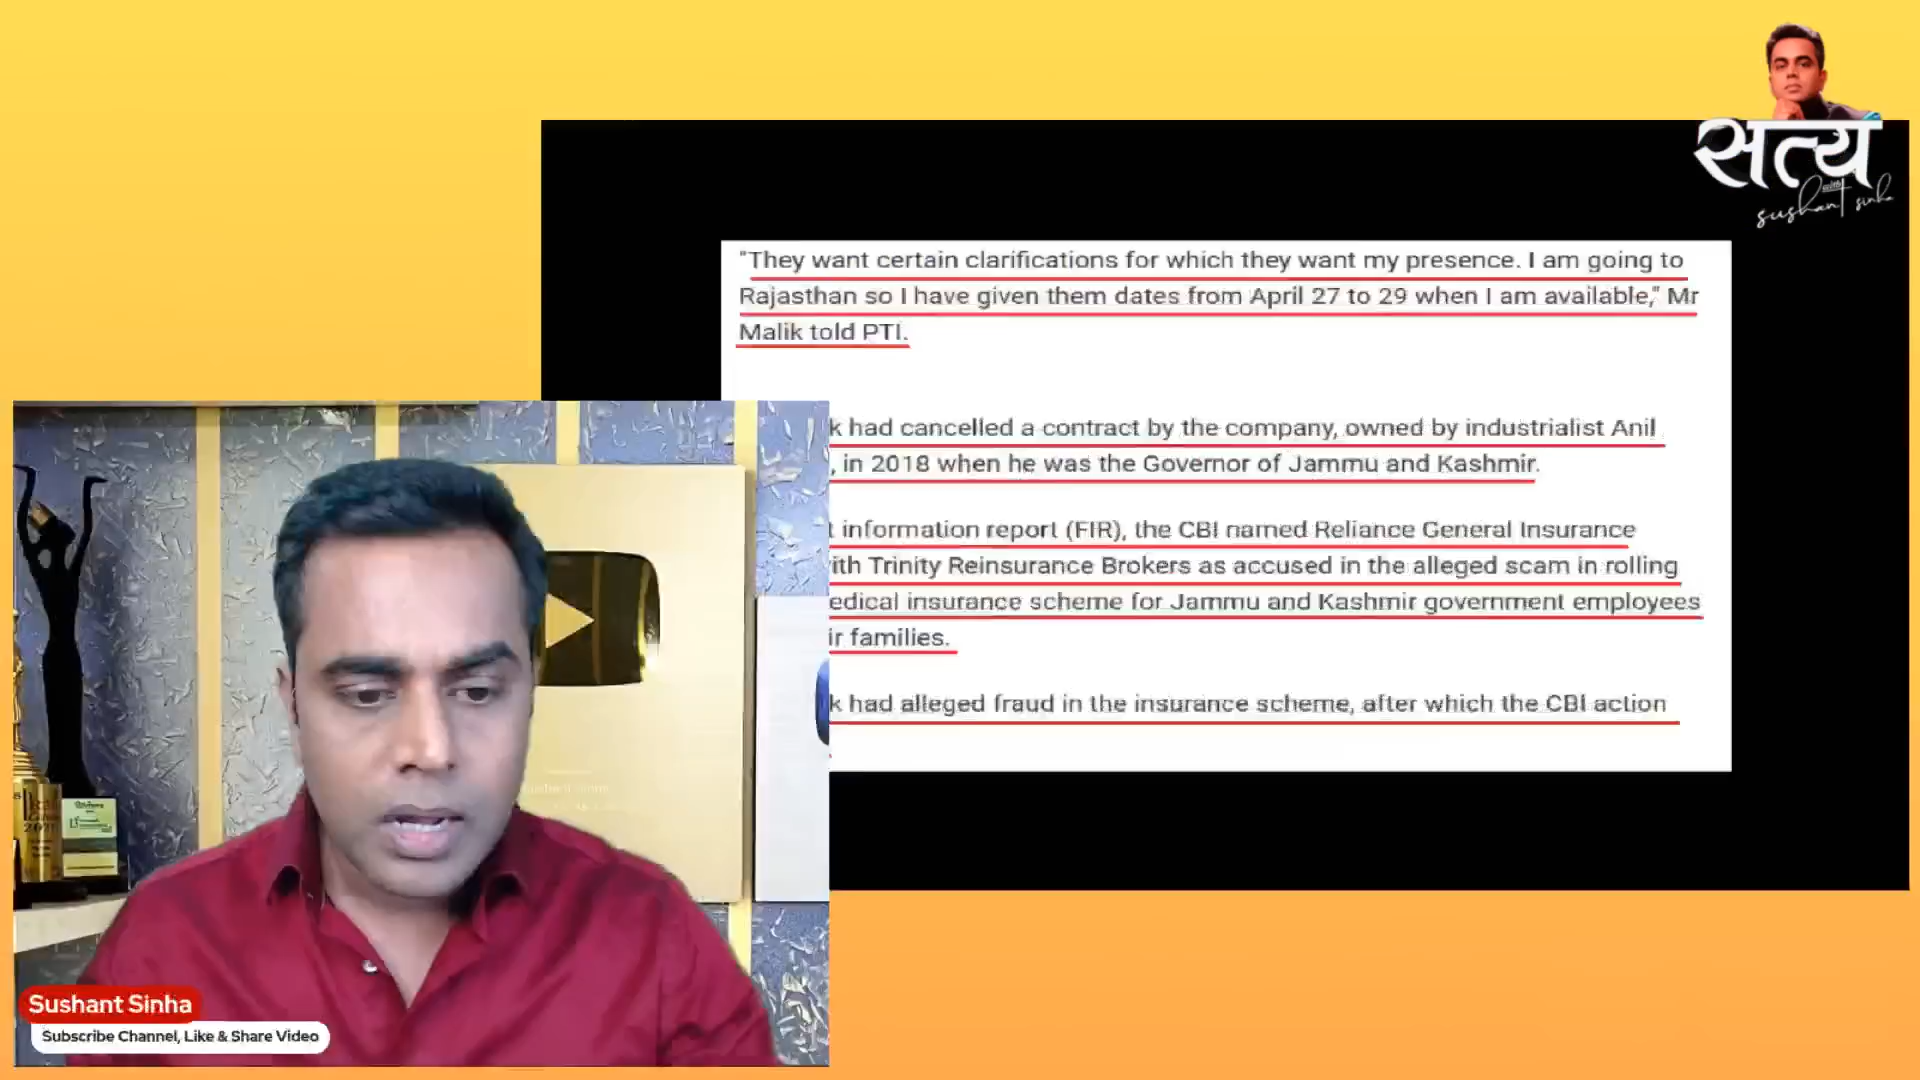 सत्य
with
sushant sinha
"They want certain clarifications for which they want my presence. I am going to
Rajasthan so I have given them dates from April 27 to 29 when I am available," Mr
Malik told PTI.
k had cancelled a contract by the company, owned by industrialist Anil
, in 2018 when he was the Governor of Jammu and Kashmir.
t information report (FIR), the CBI named Reliance General Insurance
ith Trinity Reinsurance Brokers as accused in the alleged scam in rolling
edical insurance scheme for Jammu and Kashmir government employees
ir families.
k had alleged fraud in the insurance scheme, after which the CBI action
Sushant Sinha
Subscribe Channel, Like & Share Video